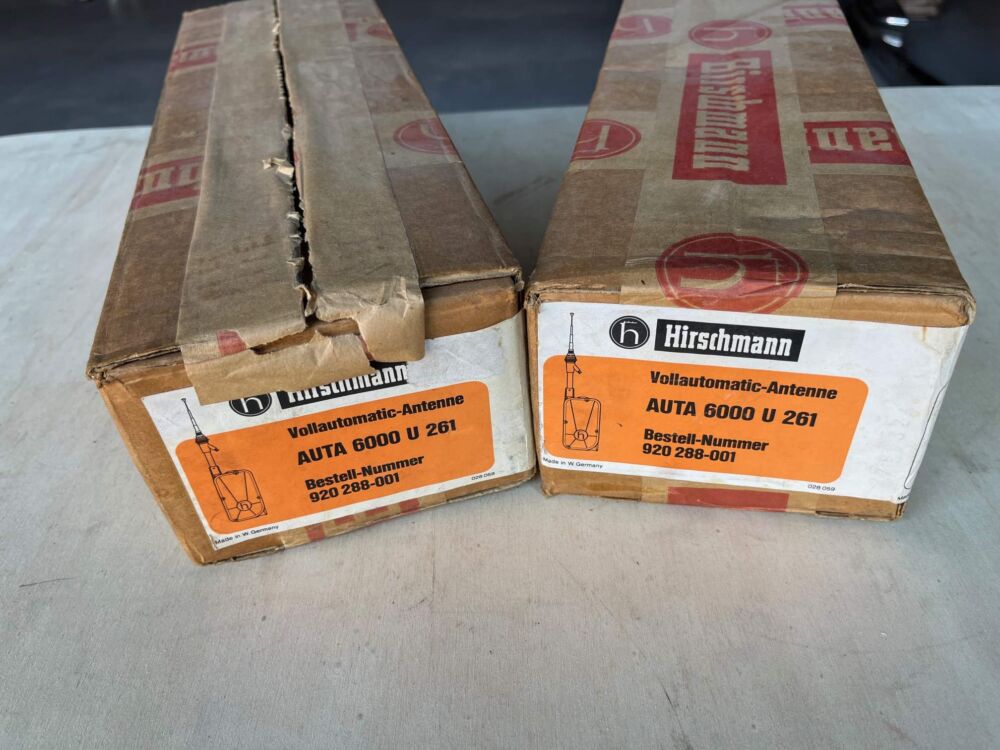 h
Hirschmann
Vollautomatic-Antenne
AUTA 6000 U 261
Bestell-Nummer
920 288-001
Made in W. Germany
028 059
Hirschmann
h
h
Hirschmann
Vollautomatic-Antenne
AUTA 6000 U 261
Bestell-Nummer
920 288-001
Made in W. Germany
028 059